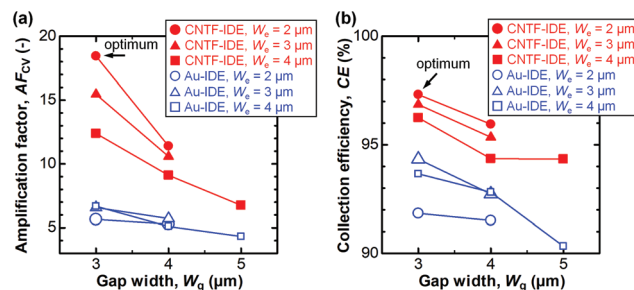 (a)
CNTF-IDE, We = 2 μm
CNTF-IDE, We = 3 μm
CNTF-IDE, We = 4 μm
Au-IDE, We = 2 μm
Au-IDE, We = 3 μm
Au-IDE, We = 4 μm
optimum
Amplification factor, AFCV (-)
20
15
10
5
3
4
5
Gap width, Wg (μm)
(b)
CNTF-IDE, We = 2 μm
CNTF-IDE, We = 3 μm
CNTF-IDE, We = 4 μm
Au-IDE, We = 2 μm
Au-IDE, We = 3 μm
Au-IDE, We = 4 μm
optimum
Collection efficiency, CE (%)
100
95
90
3
4
5
Gap width, Wg (μm)